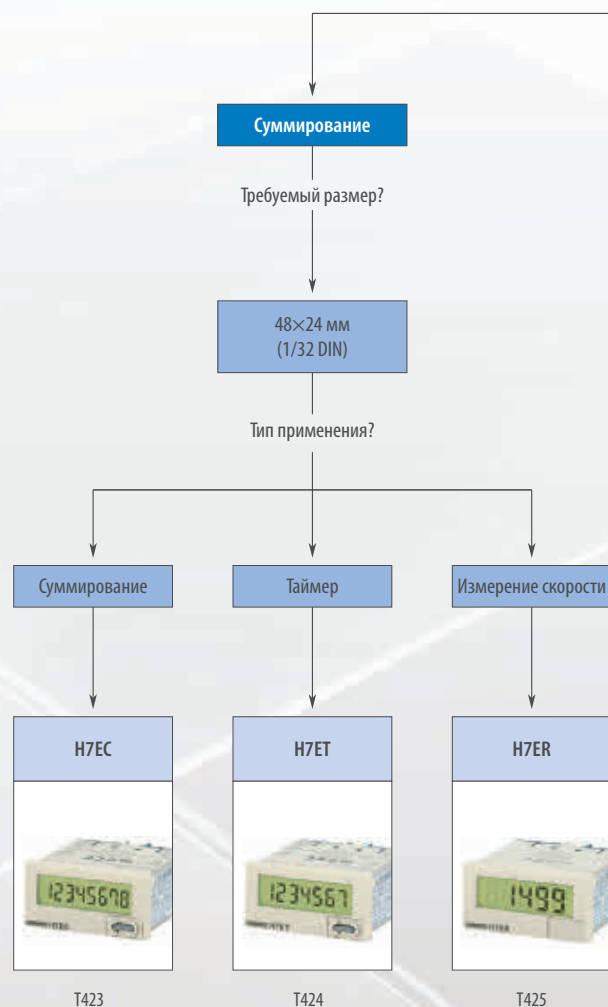 Суммирование
Требуемый размер?
48×24 мм
(1/32 DIN)
Тип применения?
Суммирование
Таймер
Измерение скорости
H7EC
H7ET
H7ER
12345678
1234567
1499
T423
T424
T425